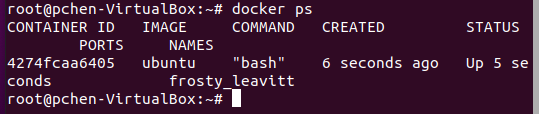 root@pchen-VirtualBox:~# docker ps
CONTAINER ID   IMAGE     COMMAND   CREATED         STATUS
         PORTS     NAMES
4274fcaa6405   ubuntu    "bash"    6 seconds ago   Up 5 se
conds              frosty_leavitt
root@pchen-VirtualBox:~#